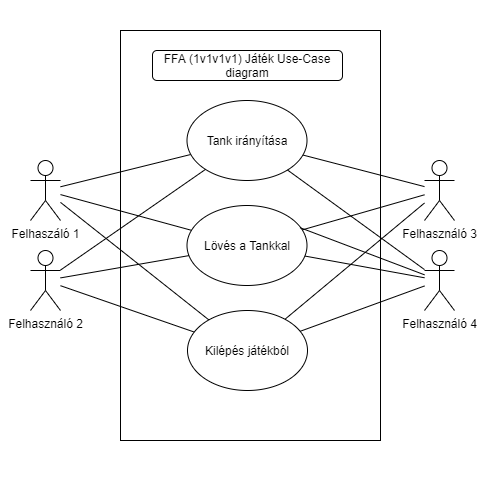 FFA (1v1v1v1) Játék Use-Case
diagram
Tank irányítása
Felhaszáló 1
Felhasználó 3
Lövés a Tankkal
Felhasználó 2
Felhasználó 4
Kilépés játékból